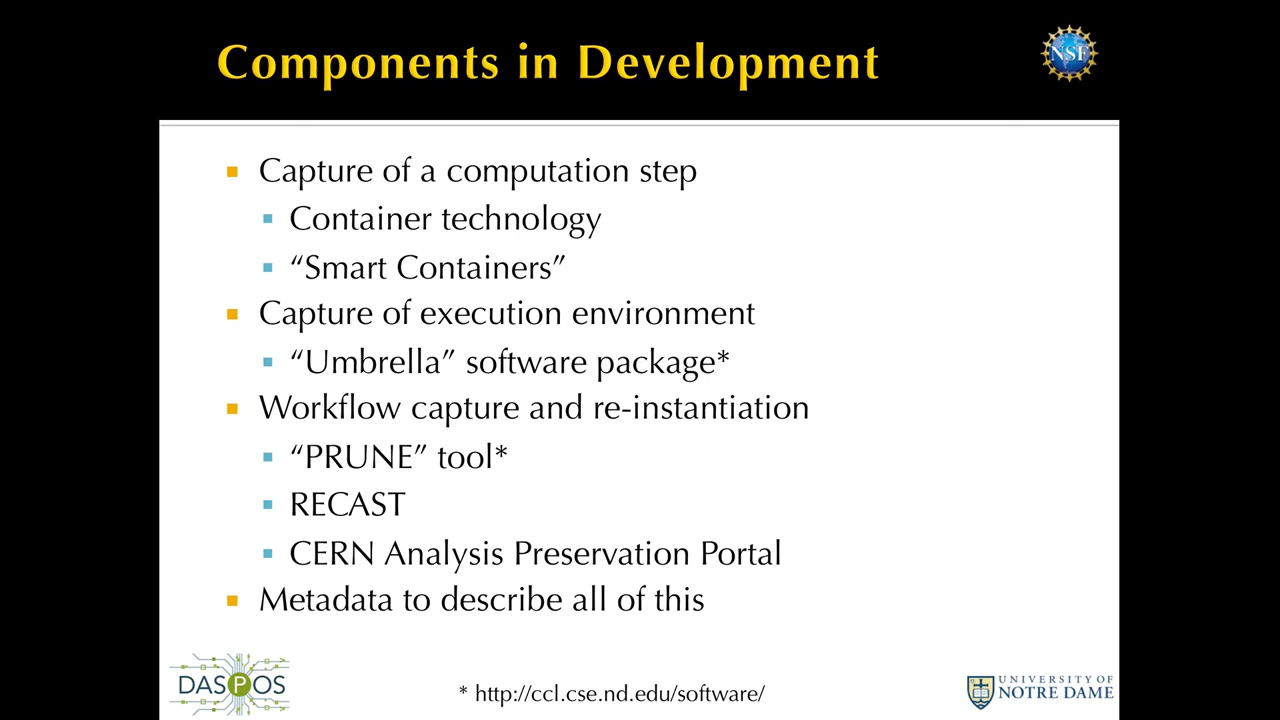 Components in Development
NSF
Capture of a computation step
Container technology
“Smart Containers”
Capture of execution environment
“Umbrella” software package*
Workflow capture and re-instantiation
“PRUNE” tool*
RECAST
CERN Analysis Preservation Portal
Metadata to describe all of this
DASPOS
* http://ccl.cse.nd.edu/software/
UNIVERSITY OF
NOTRE DAME